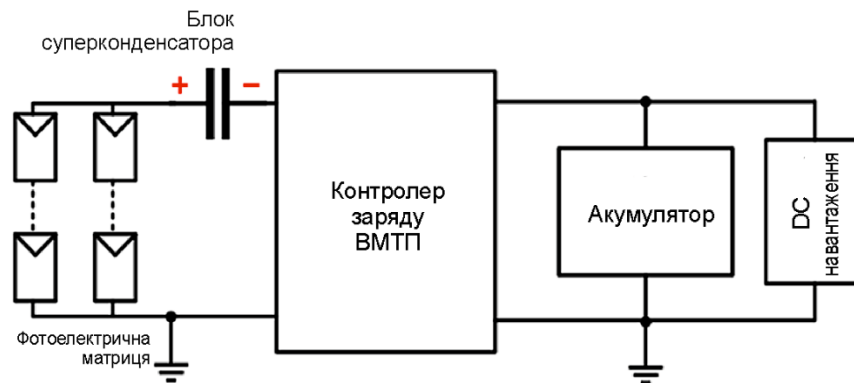 Блок
суперконденсатора
+ −
Контролер
заряду
ВМТП
Акумулятор
DC
навантаження
Фотоелектрична
матриця